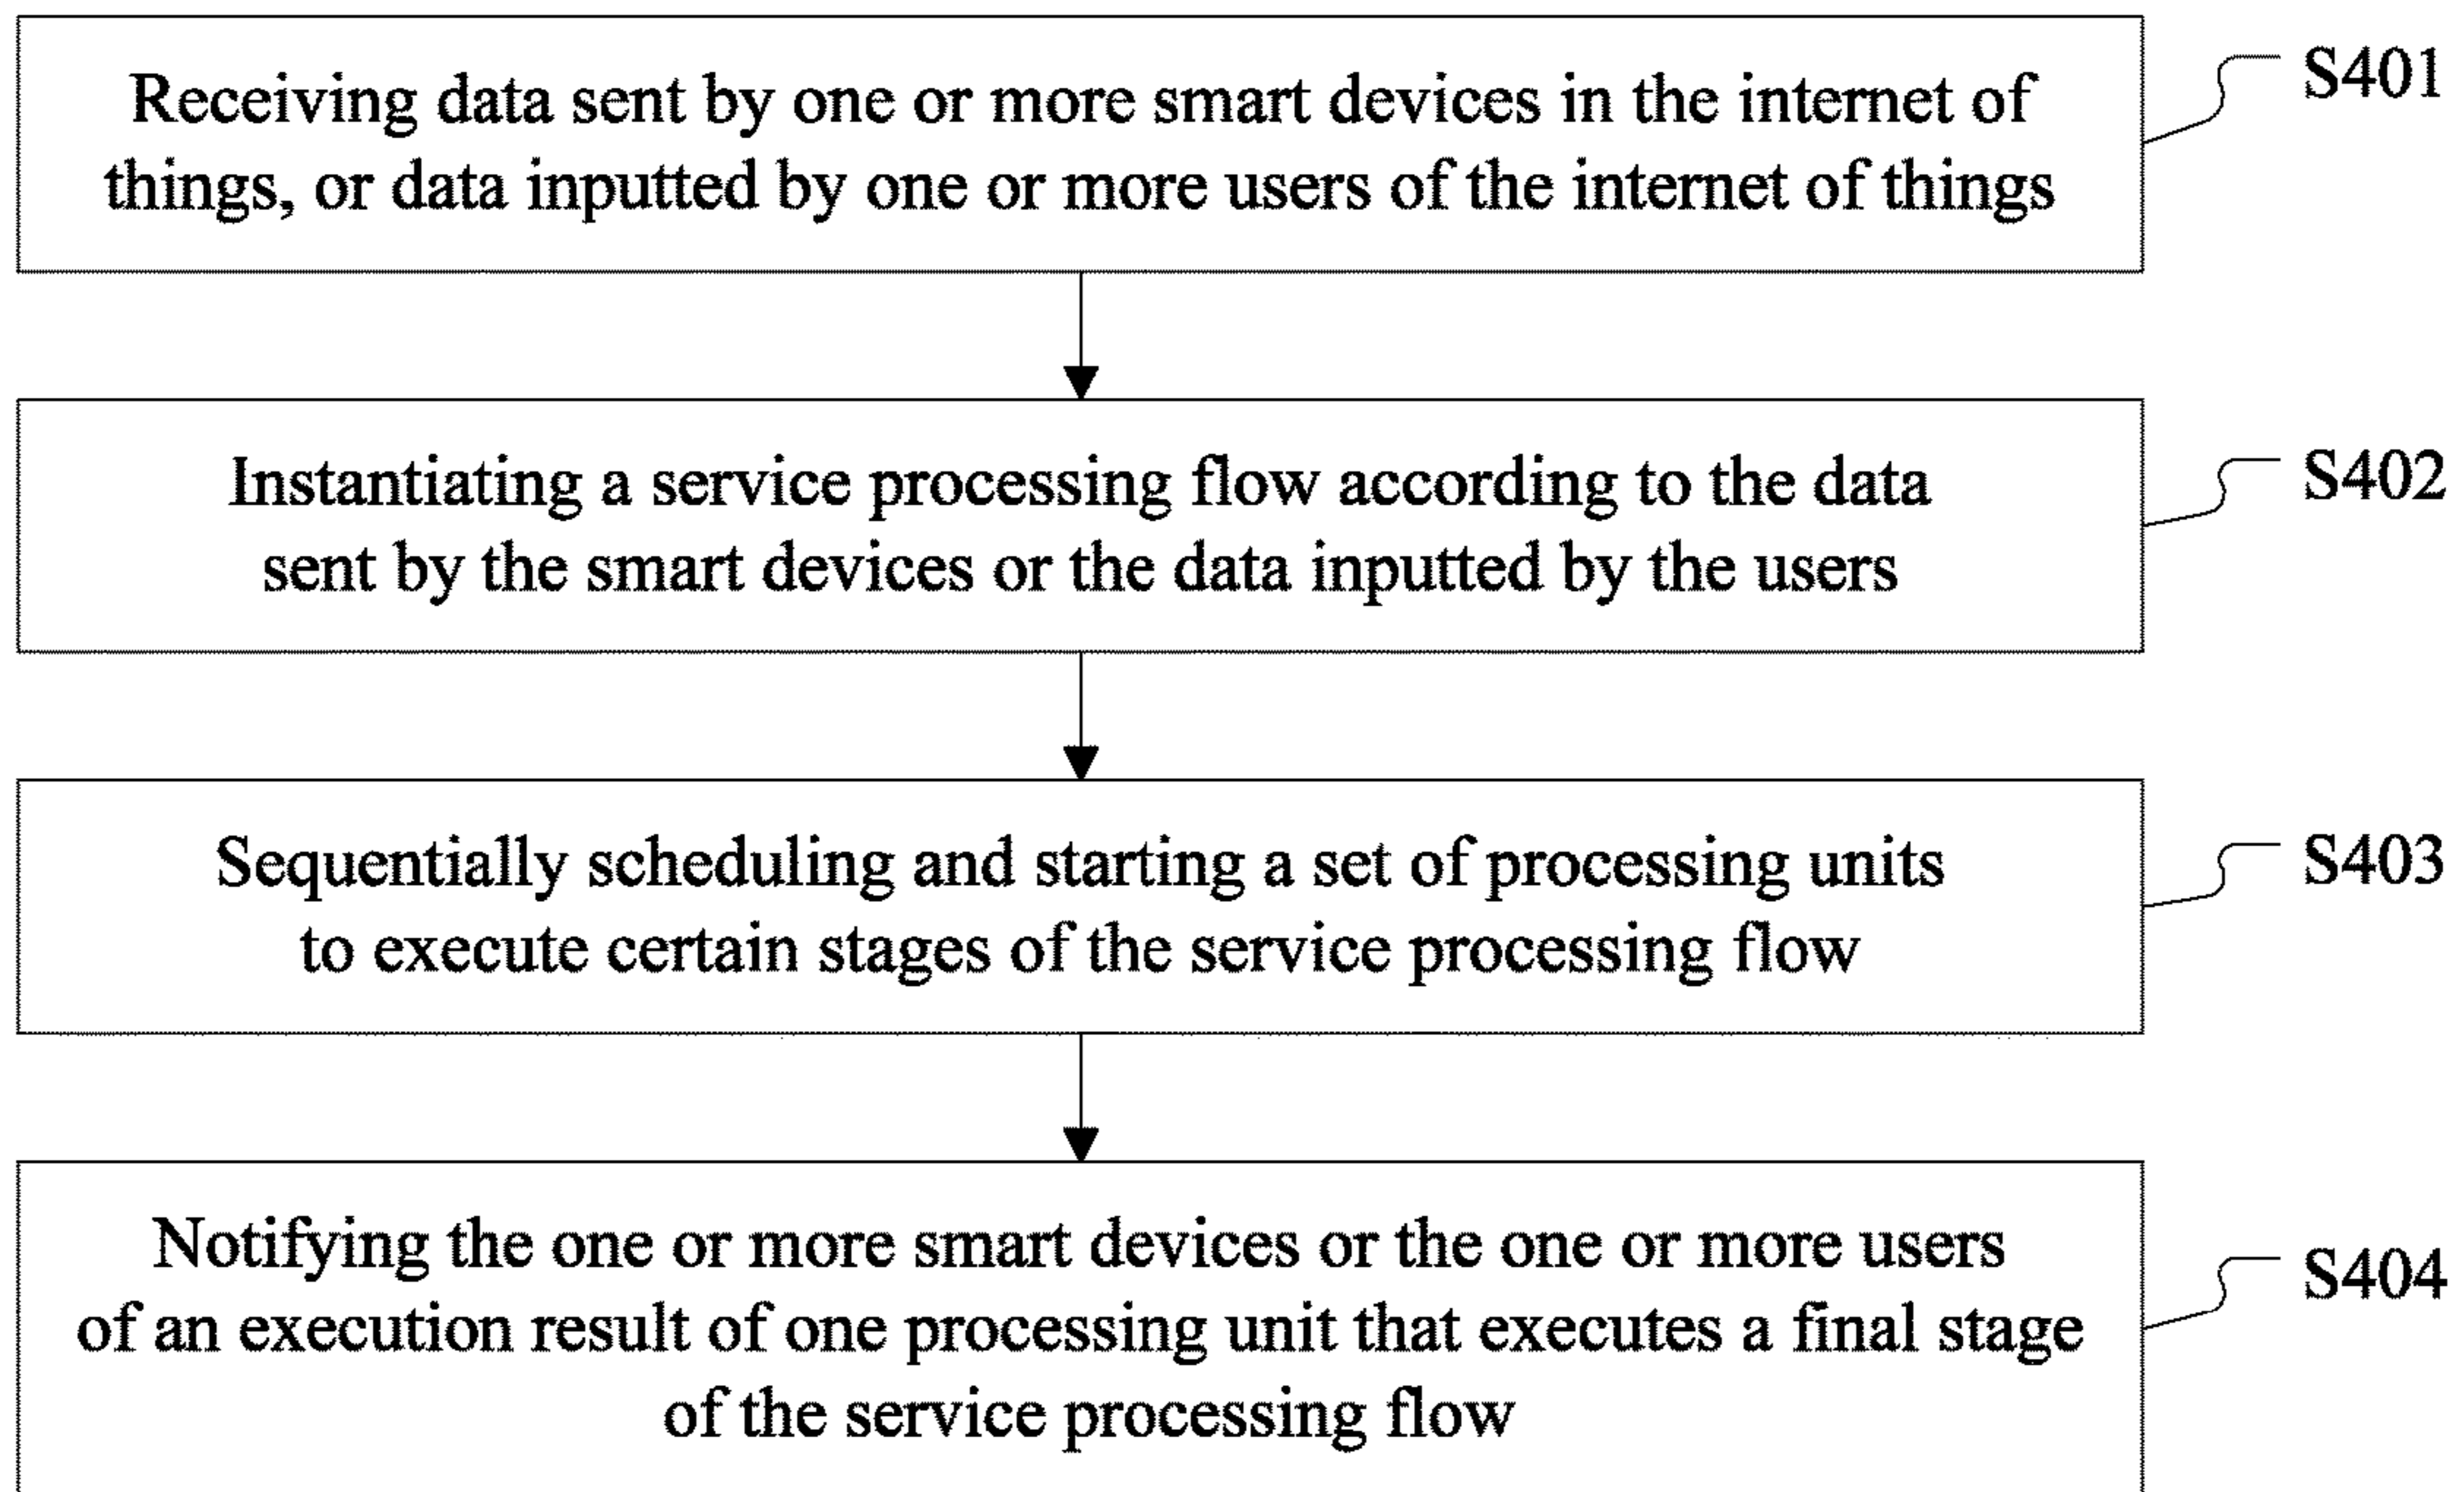 Receiving data sent by one or more smart devices in the internet of
things, or data inputted by one or more users of the internet of things
S401
Instantiating a service processing flow according to the data
sent by the smart devices or the data inputted by the users
S402
Sequentially scheduling and starting a set of processing units
to execute certain stages of the service processing flow
S403
Notifying the one or more smart devices or the one or more users
of an execution result of one processing unit that executes a final stage
of the service processing flow
S404